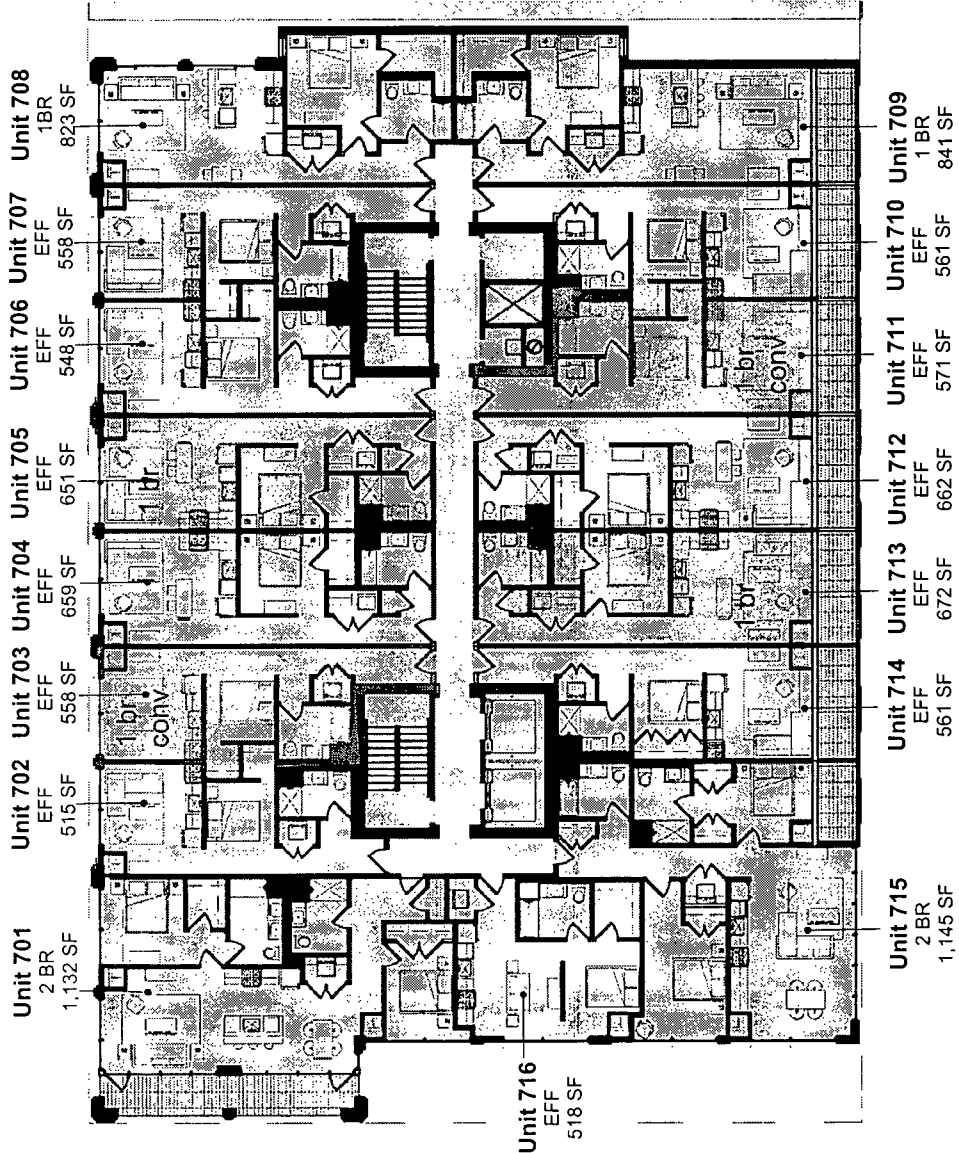 Unit 701
2 BR
1,132 SF
Unit 702
EFF
515 SF
Unit 703
EFF
558 SF
Unit 704
EFF
659 SF
Unit 705
EFF
651 SF
Unit 706
EFF
548 SF
Unit 707
EFF
558 SF
Unit 708
1BR
823 SF
1 br
conv
1 br
1 br
1 br
conv
Unit 716
EFF
518 SF
Unit 715
2 BR
1,145 SF
Unit 714
EFF
561 SF
Unit 713
EFF
672 SF
Unit 712
EFF
662 SF
Unit 711
EFF
571 SF
Unit 710
EFF
561 SF
Unit 709
1 BR
841 SF